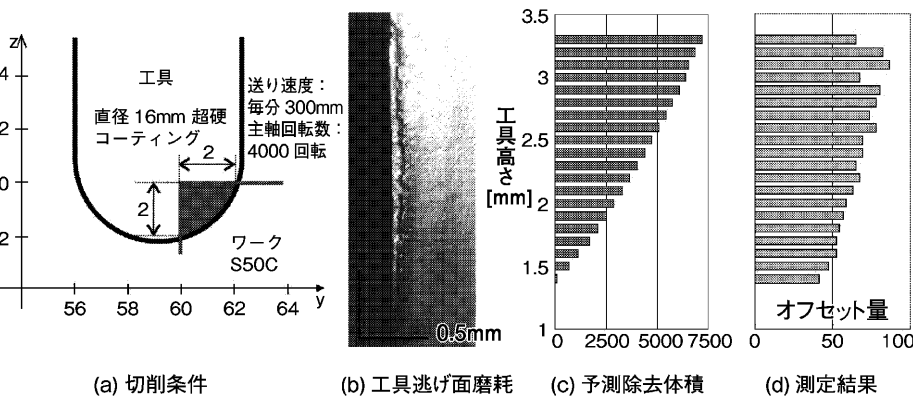 z
4
2
0
2
56
58
60
62
64
y
工具
直径 16mm 超硬
コーティング
送り速度：
毎分 300mm
主軸回転数：
4000 回転
2
2
ワーク
S50C
(a) 切削条件
0.5mm
(b) 工具逃げ面磨耗
工具高さ
[mm]
3.5
3
2.5
2
1.5
1
0
2500
5000
7500
(c) 予測除去体積
オフセット量
0
50
100
(d) 測定結果